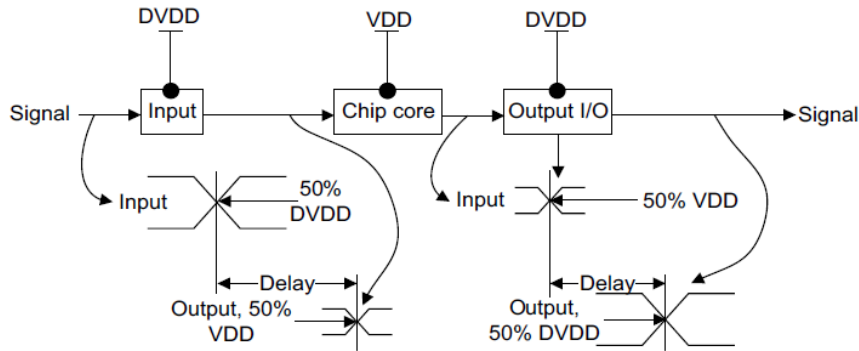 DVDD
VDD
DVDD
Signal
Input
Chip core
Output I/O
Signal
Input
50%
DVDD
Input
50% VDD
Delay
Output, 50%
VDD
Delay
Output,
50% DVDD